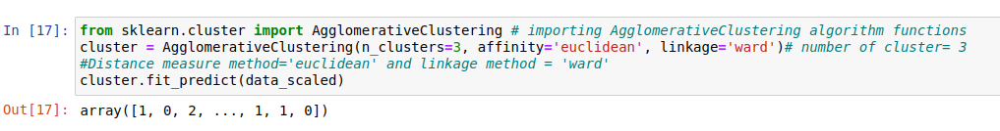 In [17]: from sklearn.cluster import AgglomerativeClustering # importing AgglomerativeClustering algorithm functions
cluster = AgglomerativeClustering(n_clusters=3, affinity='euclidean', linkage='ward')# number of cluster= 3
#Distance measure method='euclidean' and linkage method = 'ward'
cluster.fit_predict(data_scaled)
Out[17]: array([1, 0, 2, ..., 1, 1, 0])